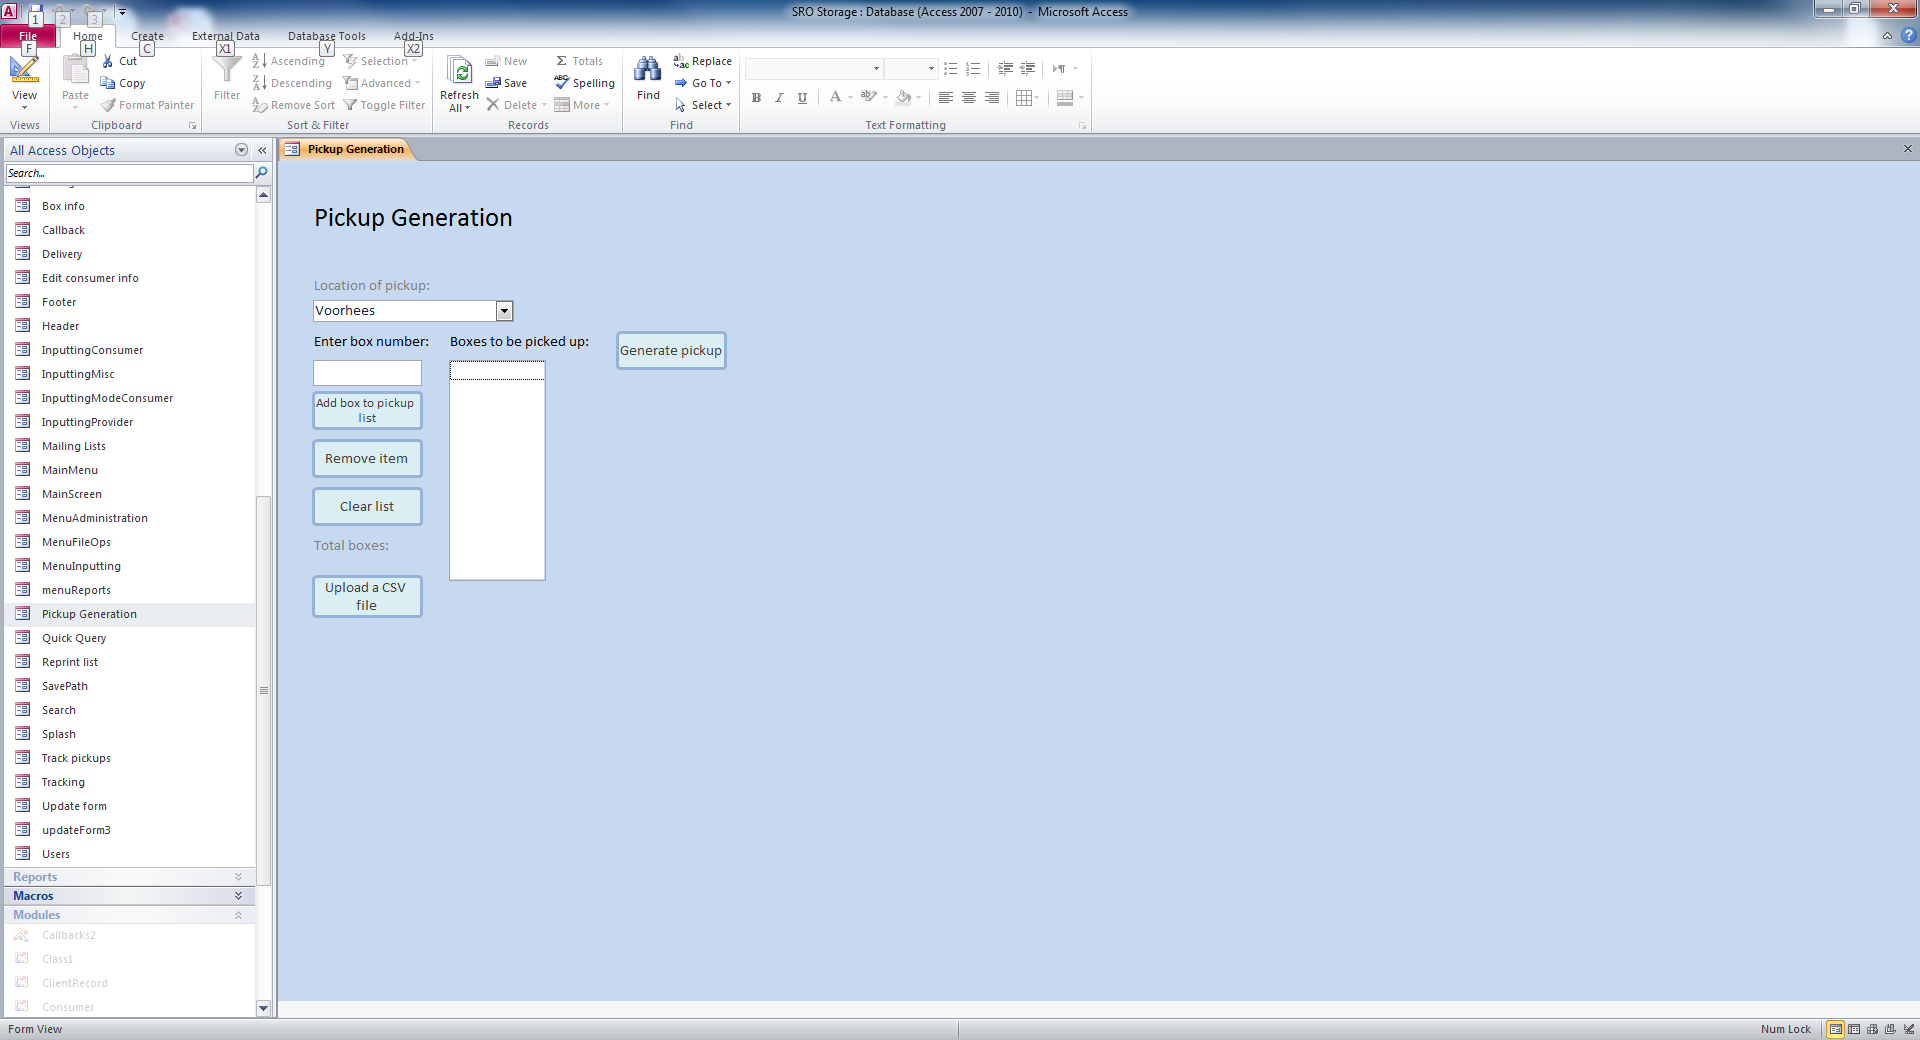 SRO Storage : Database (Access 2007 - 2010) - Microsoft Access
1 2 3
File Home Create External Data Database Tools Add-Ins
F H C X1 Y X2
View
Views
Paste
Cut
Copy
Format Painter
Clipboard
Filter
Ascending
Descending
Remove Sort
Selection
Advanced
Toggle Filter
Sort & Filter
Refresh
All
New
Save
Delete
Totals
Spelling
More
Records
Find
Replace
Go To
Select
Find
B I U A
Text Formatting
All Access Objects
Search...
Box info
Callback
Delivery
Edit consumer info
Footer
Header
InputtingConsumer
InputtingMisc
InputtingModeConsumer
InputtingProvider
Mailing Lists
MainMenu
MainScreen
MenuAdministration
MenuFileOps
MenuInputting
menuReports
Pickup Generation
Quick Query
Reprint list
SavePath
Search
Splash
Track pickups
Tracking
Update form
updateForm3
Users
Reports
Macros
Modules
Callbacks2
Class1
ClientRecord
Consumer
Pickup Generation
Pickup Generation
Location of pickup:
Voorhees
Enter box number:
Boxes to be picked up:
Generate pickup
Add box to pickup
list
Remove item
Clear list
Total boxes:
Upload a CSV
file
Form View
Num Lock